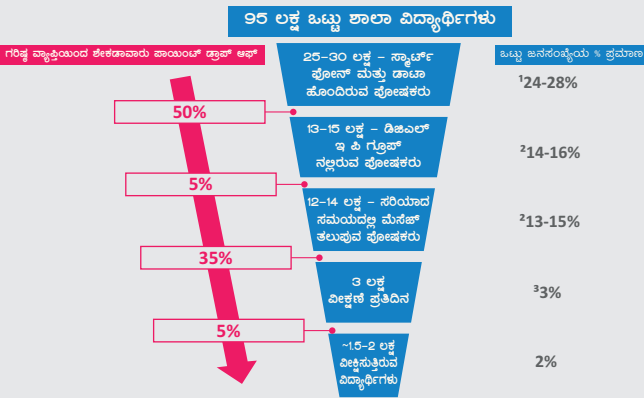 95 ಲಕ್ಷ ಒಟ್ಟು ಶಾಲಾ ವಿದ್ಯಾರ್ಥಿಗಳು
ಗರಿಷ್ಠ ವ್ಯಾಪ್ತಿಯಿಂದ ಶೇಕಡಾವಾರು ಪಾಯಿಂಟ್ ಡ್ರಾಪ್ ಆಫ್
ಒಟ್ಟು ಜನಸಂಖ್ಯೆಯ % ಪ್ರಮಾಣ
25-30 ಲಕ್ಷ – ಸ್ಮಾರ್ಟ್
ಫೋನ್ ಮತ್ತು ಡಾಟಾ
ಹೊಂದಿರುವ ಪೋಷಕರು
¹24-28%
50%
13-15 ಲಕ್ಷ – ಡಿಜಿಎಲ್
ಇ ಪಿ ಗ್ರೂಪ್
ನಲ್ಲಿರುವ ಪೋಷಕರು
²14-16%
5%
12-14 ಲಕ್ಷ – ಸರಿಯಾದ
ಸಮಯದಲ್ಲಿ ಮೆಸೇಜ್
ತಲುಪುವ ಪೋಷಕರು
²13-15%
35%
3 ಲಕ್ಷ
ವೀಕ್ಷಣೆ ಪ್ರತಿದಿನ
³3%
5%
~1.5-2 ಲಕ್ಷ
ವೀಕ್ಷಿಸುತ್ತಿರುವ
ವಿದ್ಯಾರ್ಥಿಗಳು
2%